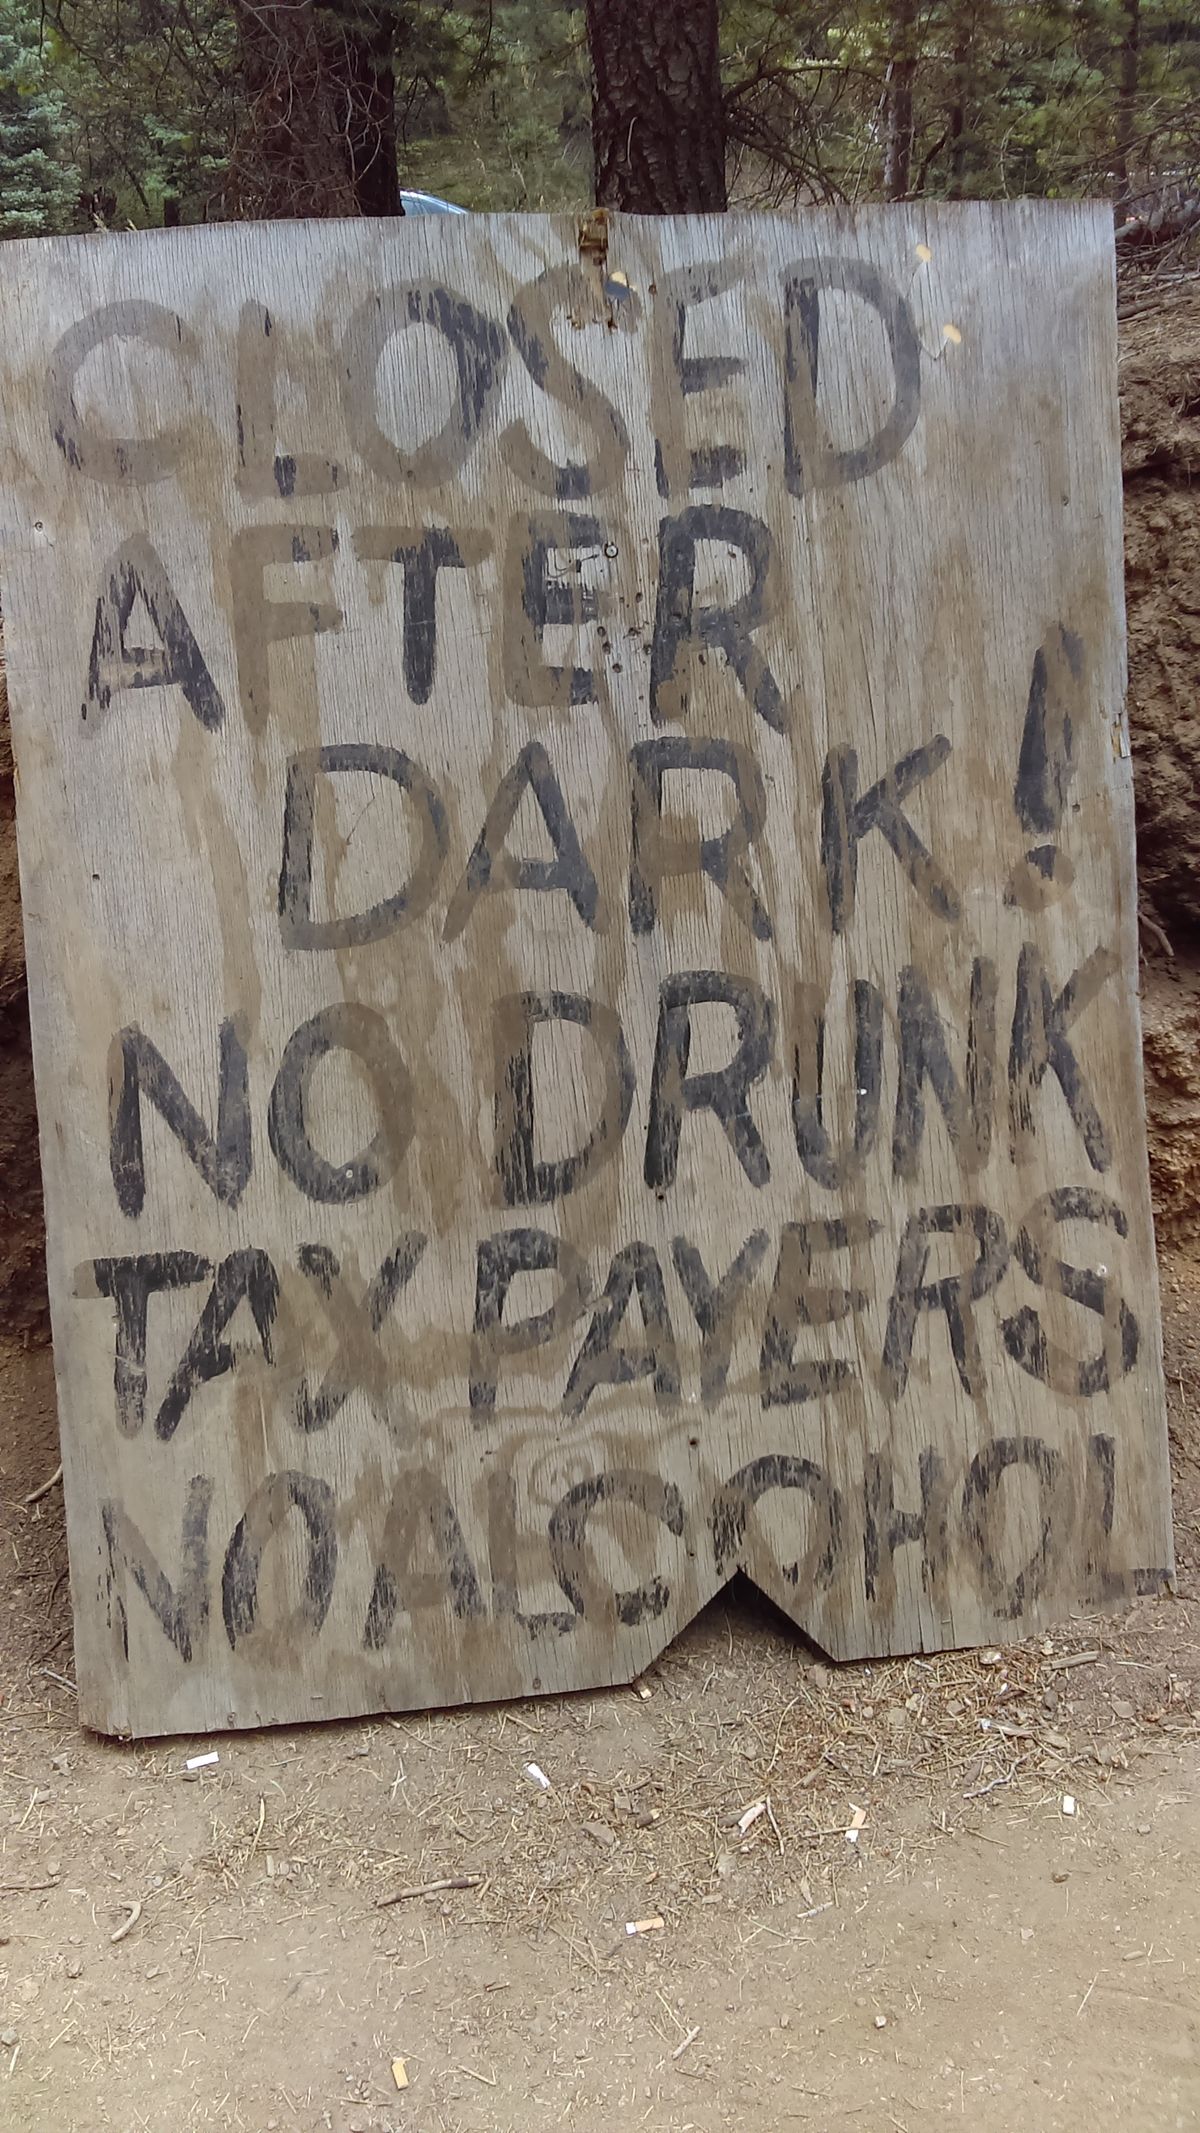 CLOSED
AFTER
DARK!
NO DRUNK
TAX PAYERS
NO ALCOHOL